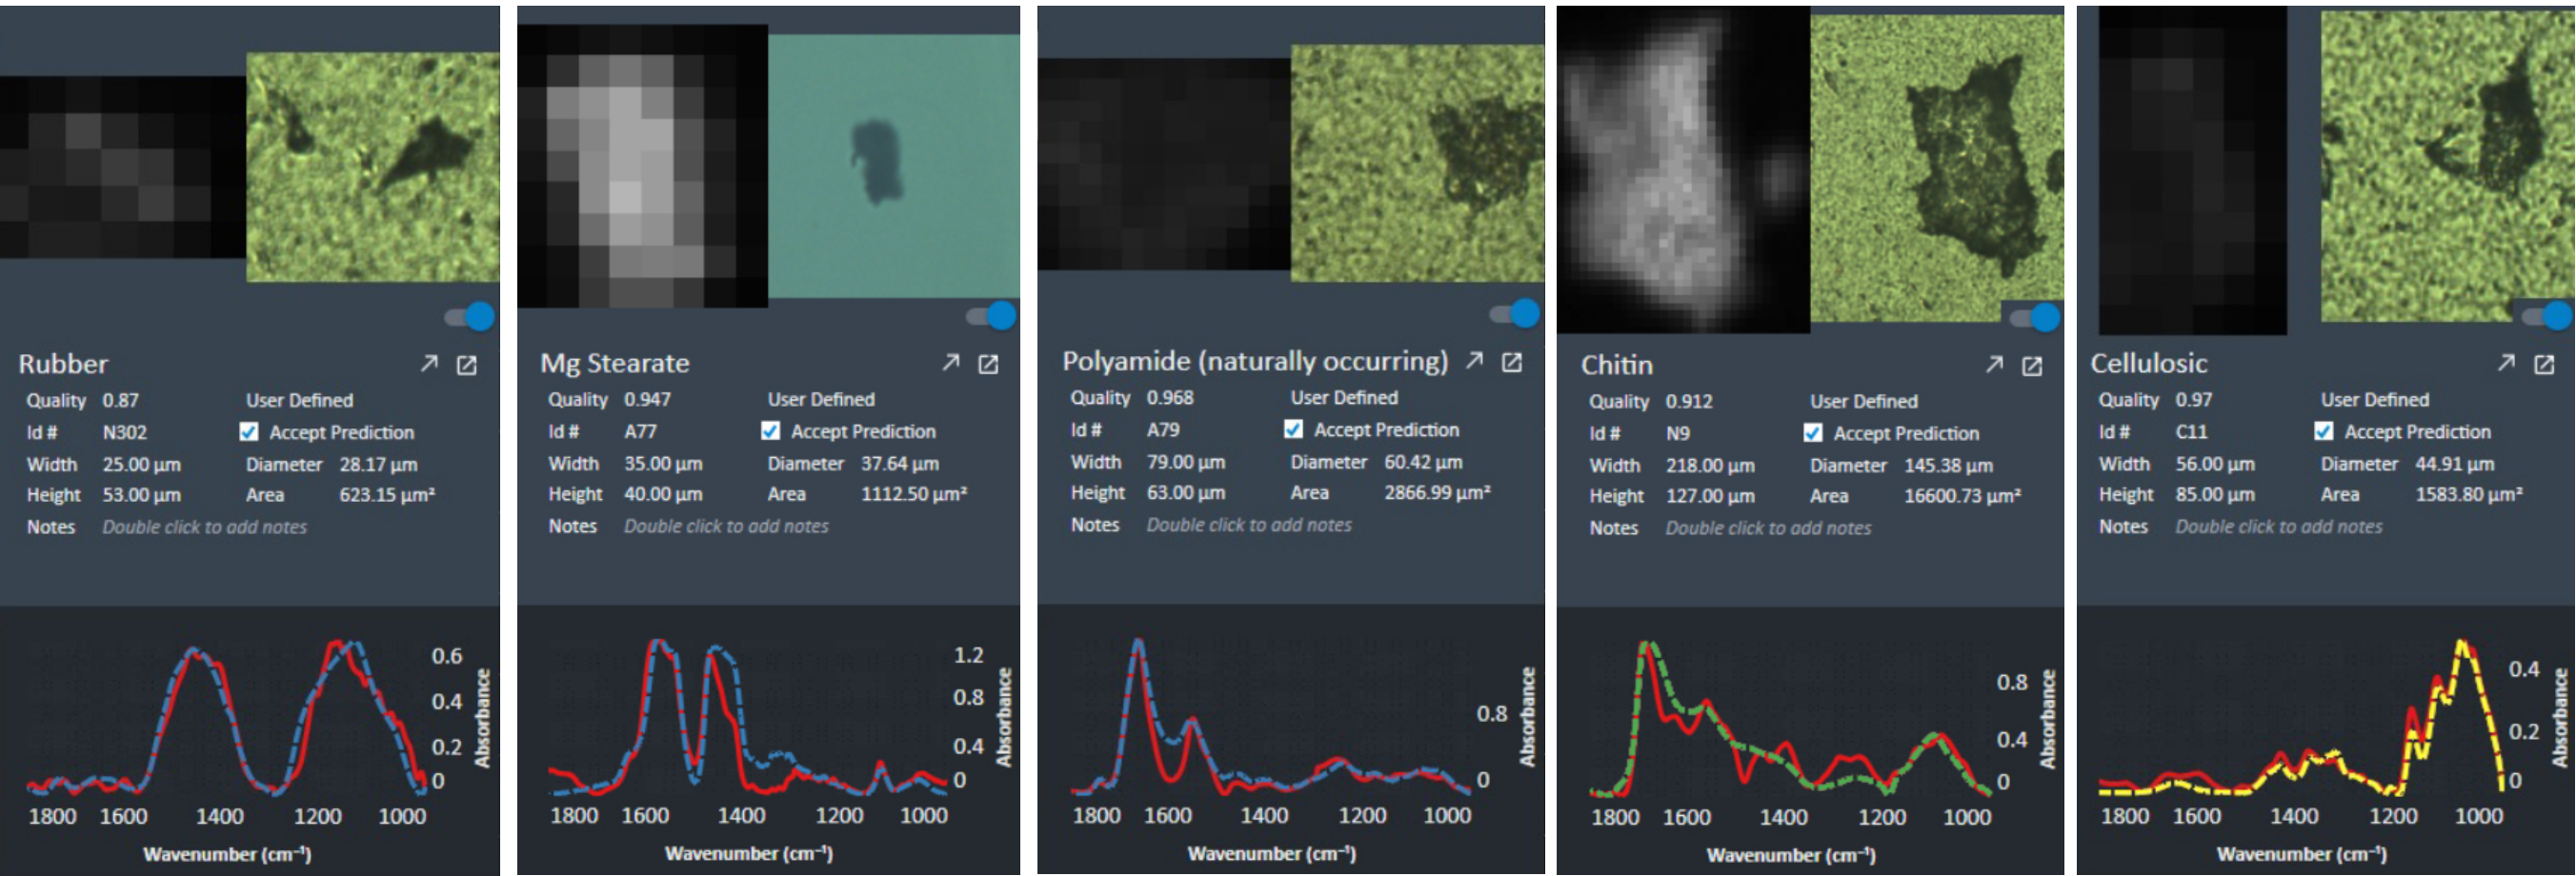 Rubber
Quality 0.87 User Defined
Id # N302 Accept Prediction
Width 25.00 µm Diameter 28.17 µm
Height 53.00 µm Area 623.15 µm²
Notes Double click to add notes
0.6
0.4
0.2
0
Absorbance
1800 1600 1400 1200 1000
Wavenumber (cm⁻¹)
Mg Stearate
Quality 0.947 User Defined
Id # A77 Accept Prediction
Width 35.00 µm Diameter 37.64 µm
Height 40.00 µm Area 1112.50 µm²
Notes Double click to add notes
1.2
0.8
0.4
0
Absorbance
1800 1600 1400 1200 1000
Wavenumber (cm⁻¹)
Polyamide (naturally occurring)
Quality 0.968 User Defined
Id # A79 Accept Prediction
Width 79.00 µm Diameter 60.42 µm
Height 63.00 µm Area 2866.99 µm²
Notes Double click to add notes
0.8
0
Absorbance
1800 1600 1400 1200 1000
Wavenumber (cm⁻¹)
Chitin
Quality 0.912 User Defined
Id # N9 Accept Prediction
Width 218.00 µm Diameter 145.38 µm
Height 127.00 µm Area 16600.73 µm²
Notes Double click to add notes
0.8
0.4
0
Absorbance
1800 1600 1400 1200 1000
Wavenumber (cm⁻¹)
Cellulosic
Quality 0.97 User Defined
Id # C11 Accept Prediction
Width 56.00 µm Diameter 44.91 µm
Height 85.00 µm Area 1583.80 µm²
Notes Double click to add notes
0.4
0.2
0
Absorbance
1800 1600 1400 1200 1000
Wavenumber (cm⁻¹)